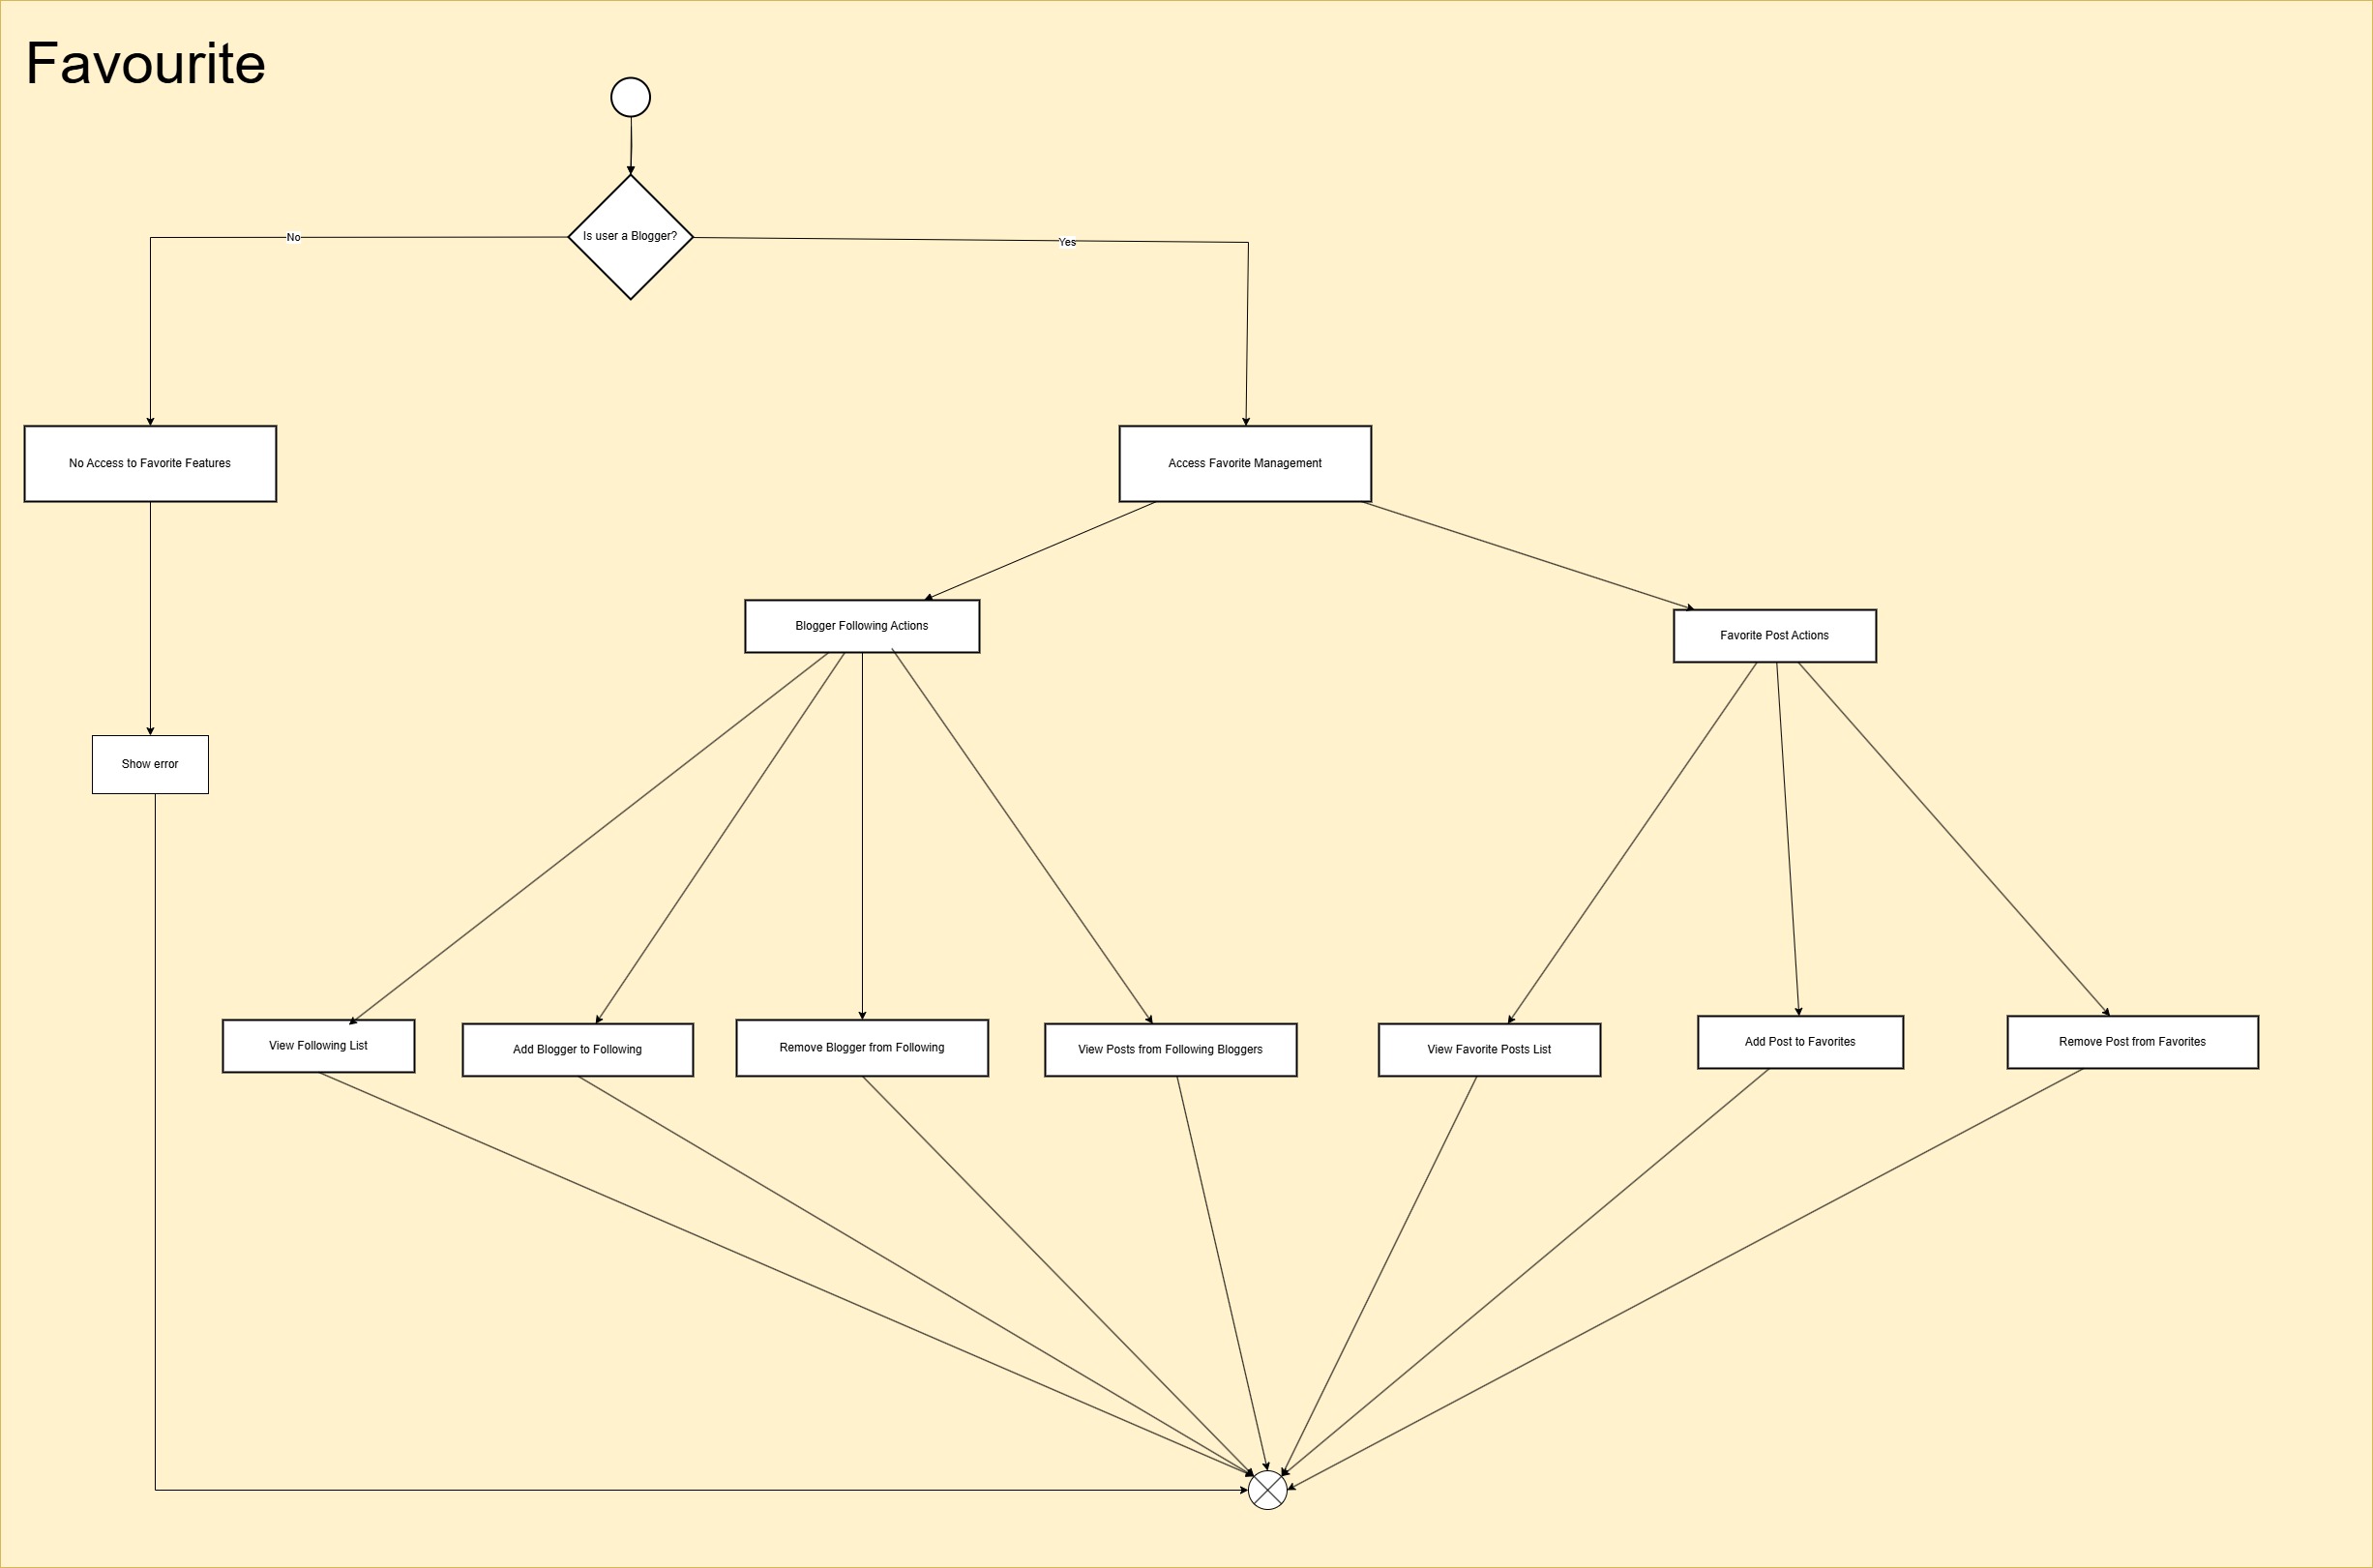 Favourite
Is user a Blogger?
No
Yes
No Access to Favorite Features
Access Favorite Management
Blogger Following Actions
Favorite Post Actions
Show error
View Following List
Add Blogger to Following
Remove Blogger from Following
View Posts from Following Bloggers
View Favorite Posts List
Add Post to Favorites
Remove Post from Favorites